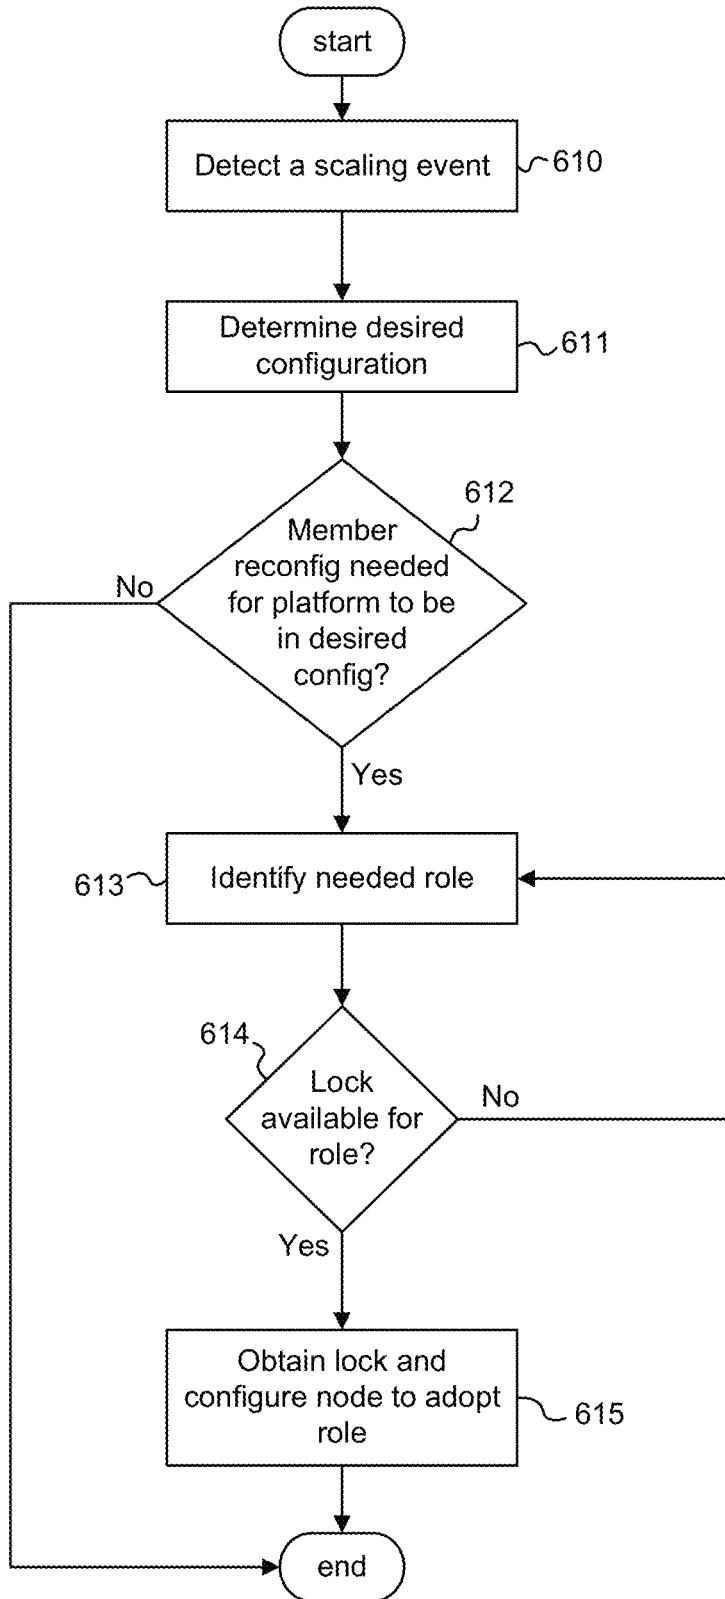 start
Detect a scaling event
610
Determine desired
configuration
611
612
Member
reconfig needed
for platform to be
in desired
config?
No
Yes
613
Identify needed role
614
Lock
available for
role?
No
Yes
Obtain lock and
configure node to adopt
role
615
end